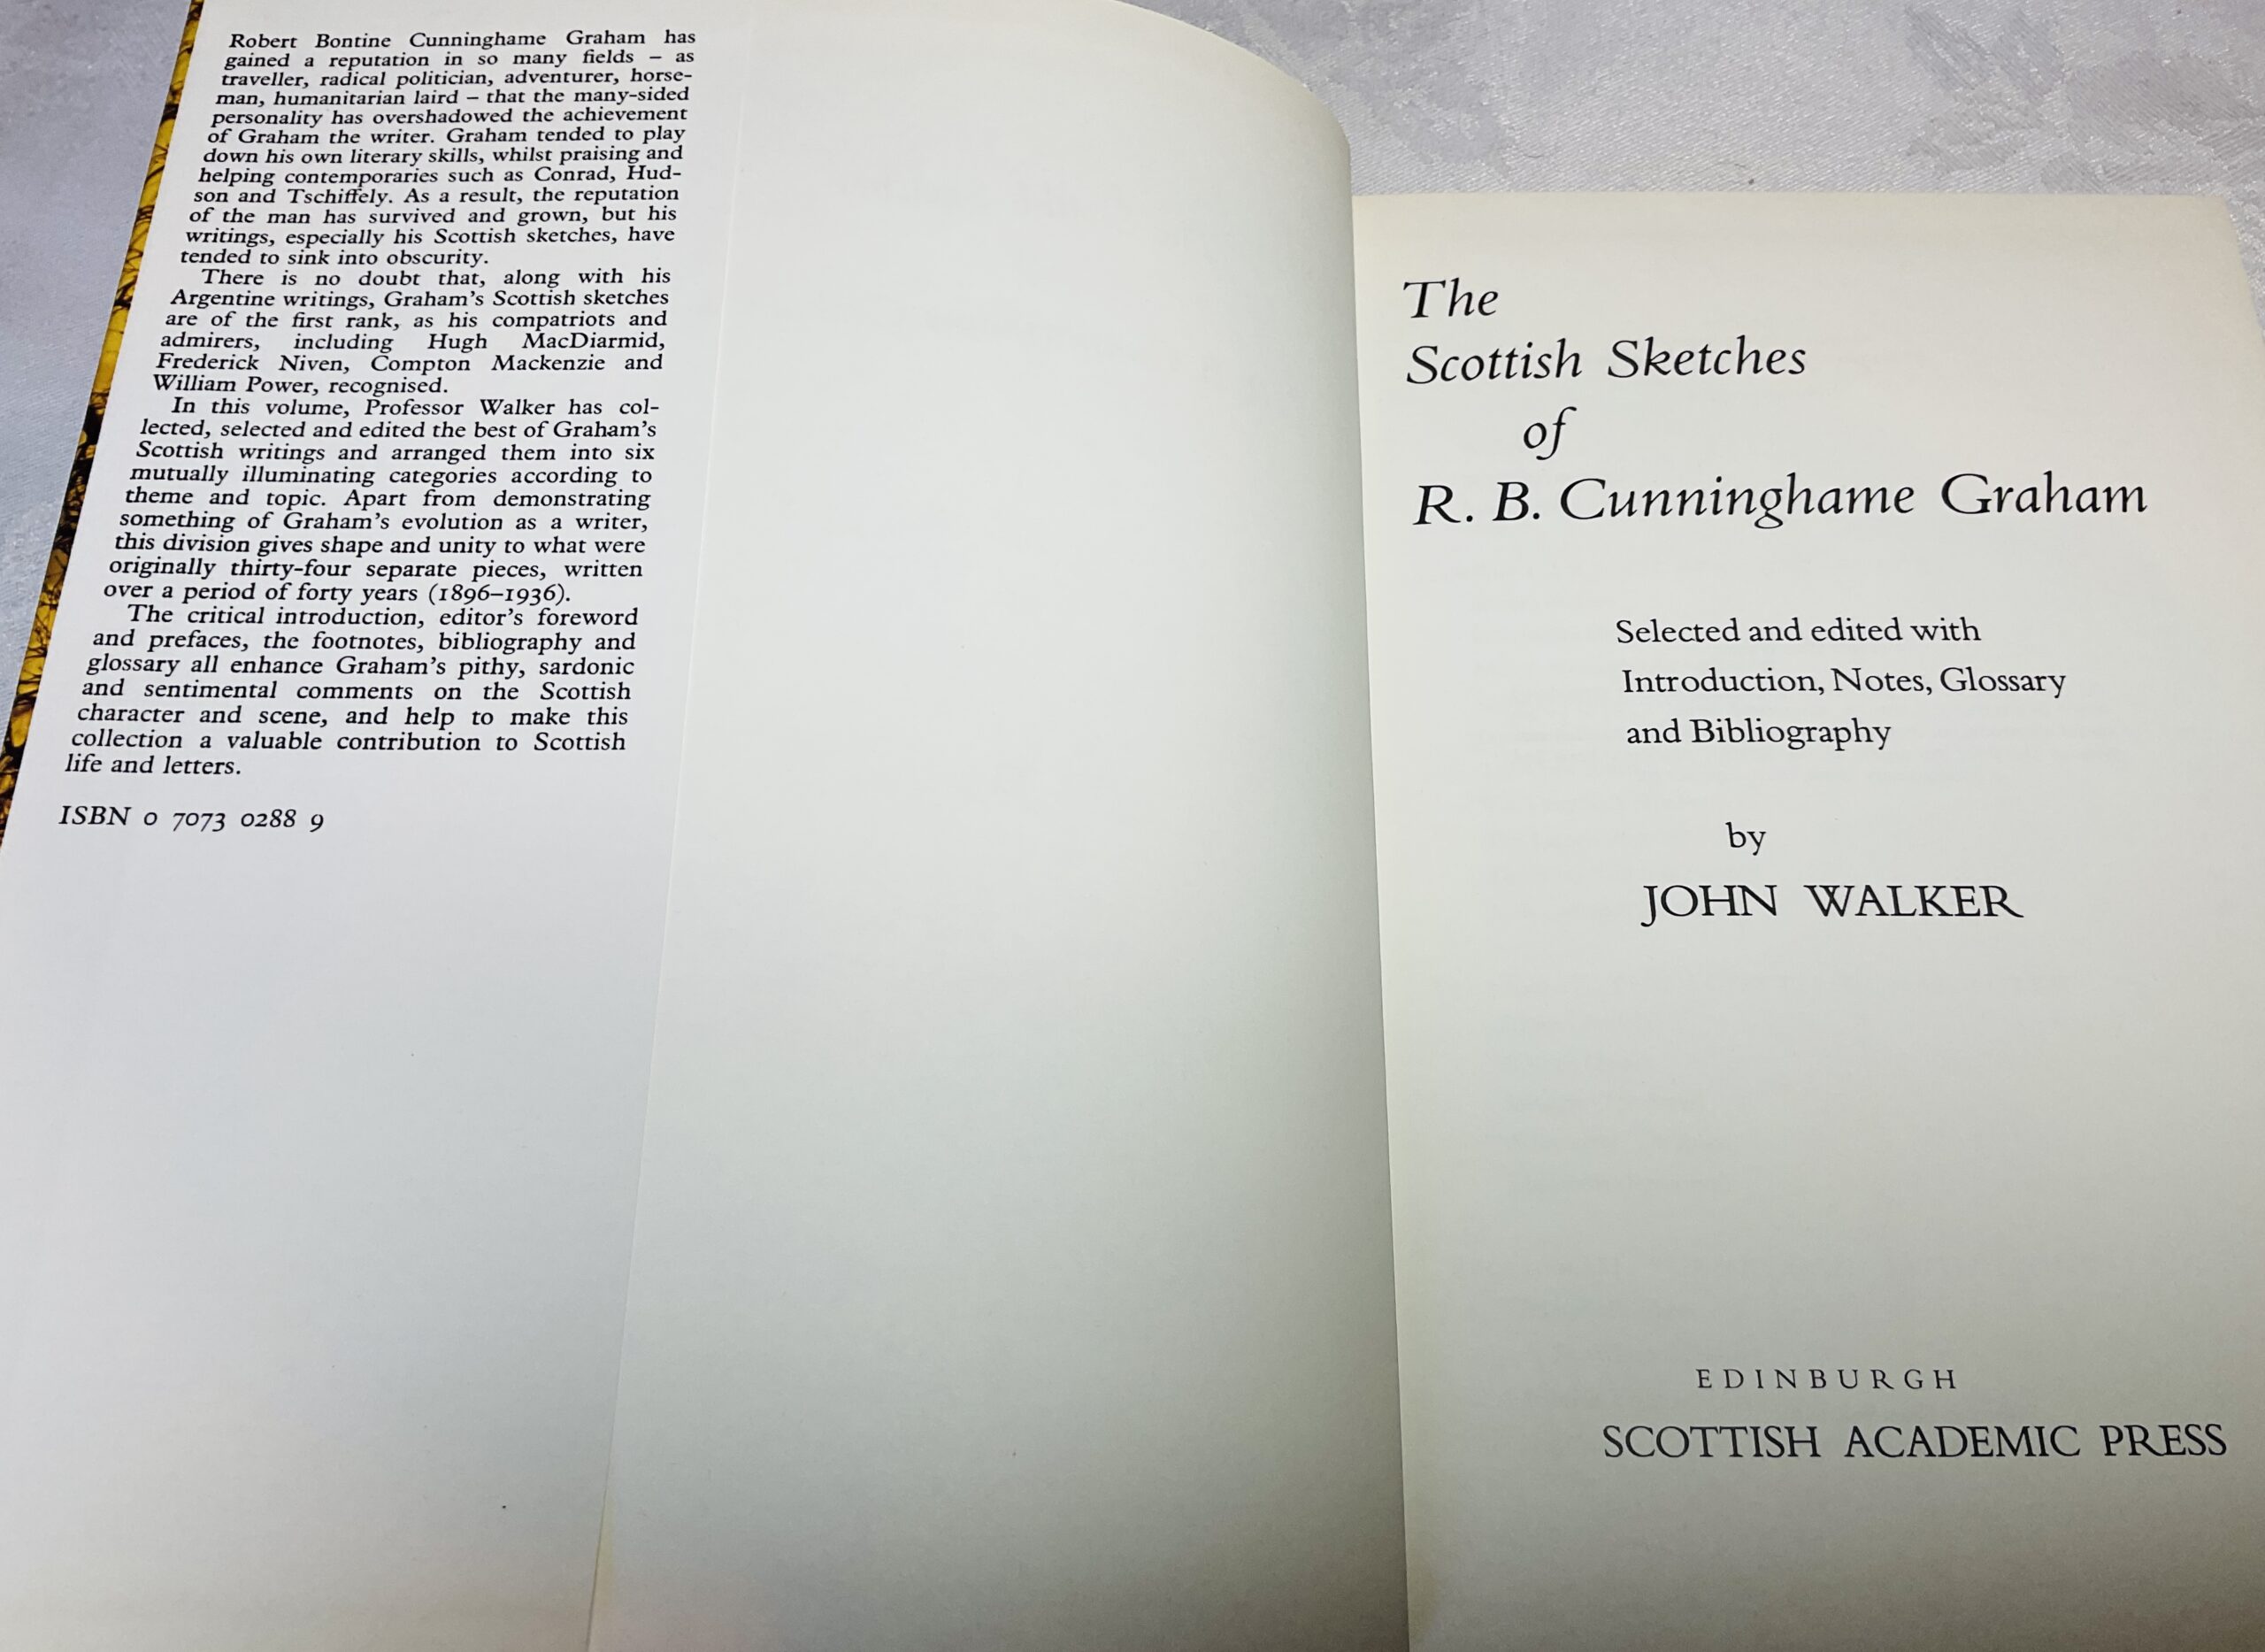 Robert Bontine Cunninghame Graham has
gained a reputation in so many fields – as
traveller, radical politician, adventurer, horse-
man, humanitarian laird – that the many-sided
personality has overshadowed the achievement
of Graham the writer. Graham tended to play
down his own literary skills, whilst praising and
helping contemporaries such as Conrad, Hud-
son and Tschiffely. As a result, the reputation
of the man has survived and grown, but his
writings, especially his Scottish sketches, have
tended to sink into obscurity.
There is no doubt that, along with his
Argentine writings, Graham's Scottish sketches
are of the first rank, as his compatriots and
admirers, including Hugh MacDiarmid,
Frederick Niven, Compton Mackenzie and
William Power, recognised.
In this volume, Professor Walker has col-
lected, selected and edited the best of Graham's
Scottish writings and arranged them into six
mutually illuminating categories according to
theme and topic. Apart from demonstrating
something of Graham's evolution as a writer,
this division gives shape and unity to what were
originally thirty-four separate pieces, written
over a period of forty years (1896–1936).
The critical introduction, editor's foreword
and prefaces, the footnotes, bibliography and
glossary all enhance Graham's pithy, sardonic
and sentimental comments on the Scottish
character and scene, and help to make this
collection a valuable contribution to Scottish
life and letters.
ISBN 0 7073 0288 9
The
Scottish Sketches
of
R. B. Cunninghame Graham
Selected and edited with
Introduction, Notes, Glossary
and Bibliography
by
JOHN WALKER
EDINBURGH
SCOTTISH ACADEMIC PRESS